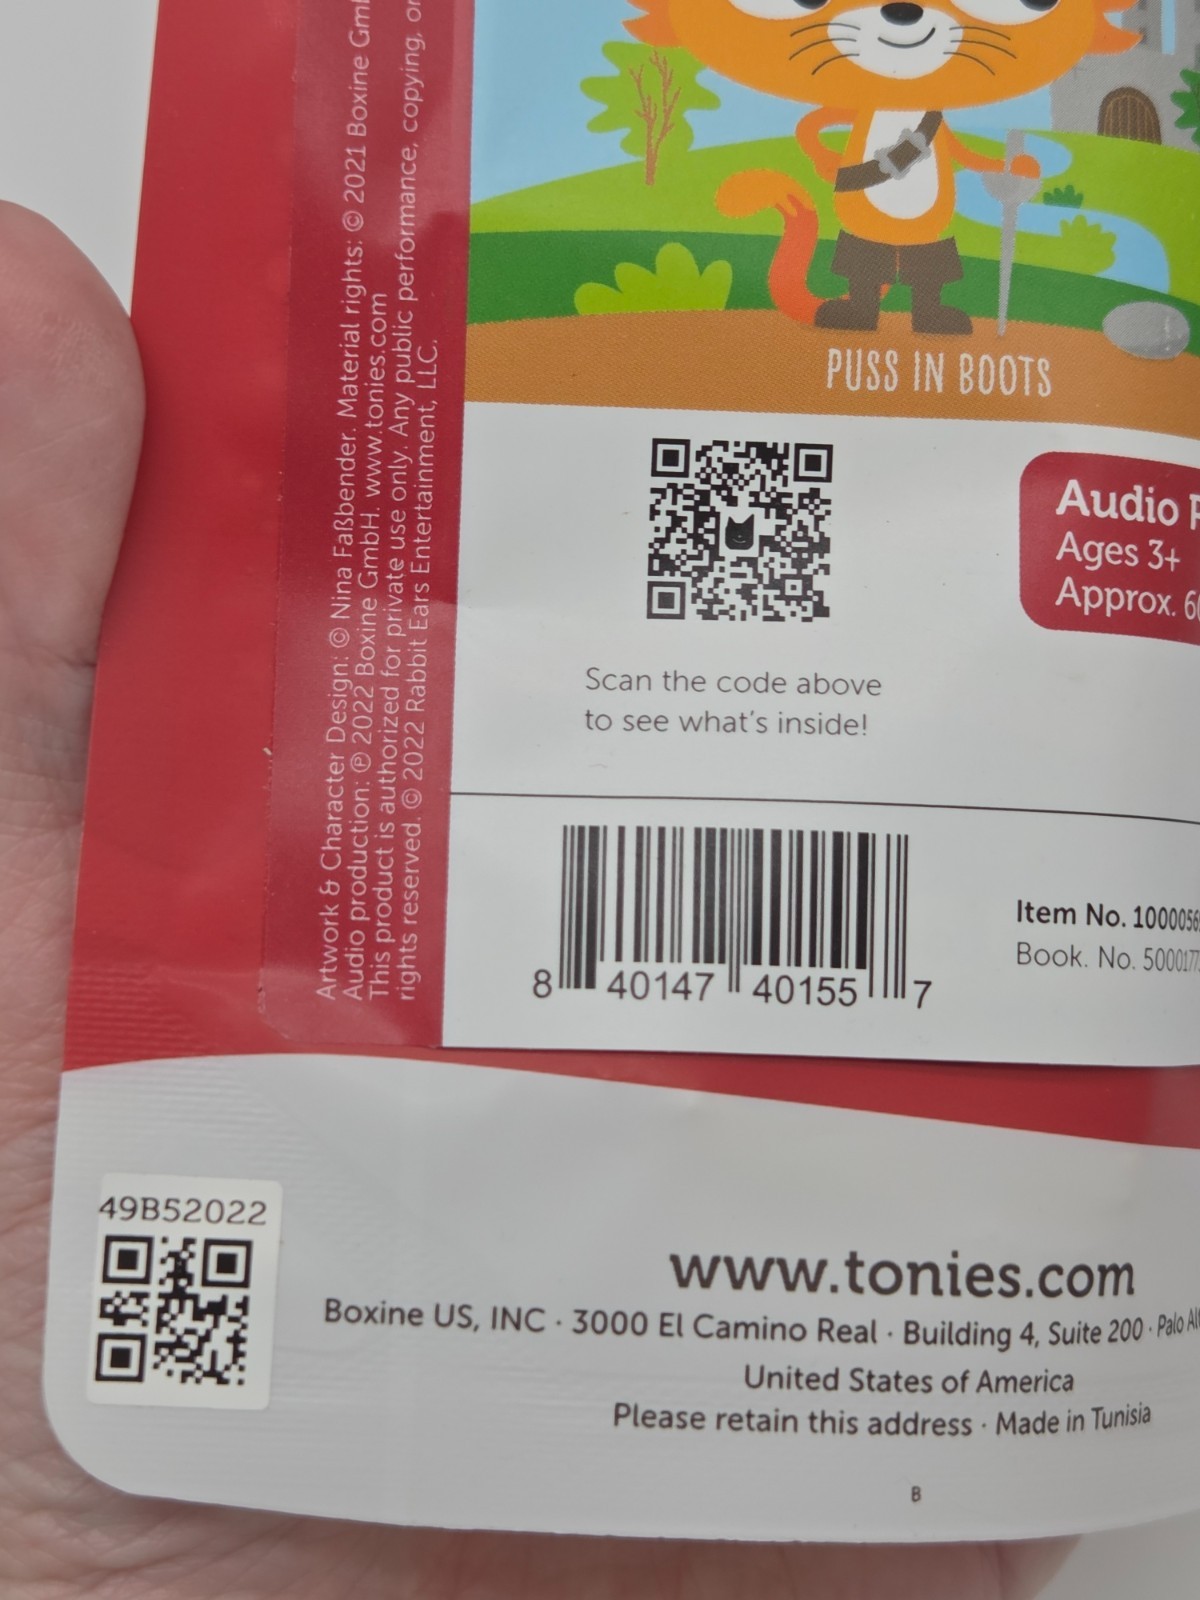 Artwork & Character Design: © Nina Faßbender. Material rights: © 2021 Boxine
Audio production: ℗ 2022 Boxine GmbH. www.tonies.com
This product is authorized for private use only. Any public performance, copying,
rights reserved. © 2022 Rabbit Ears Entertainment, LLC.
PUSS IN BOOTS
Audio
Ages 3+
Approx.
Scan the code above
to see what's inside!
8 40147 40155 7
Item No.
Book. No.
49B52022
www.tonies.com
Boxine US, INC · 3000 El Camino Real · Building 4, Suite 200 · Palo
United States of America
Please retain this address · Made in Tunisia
B